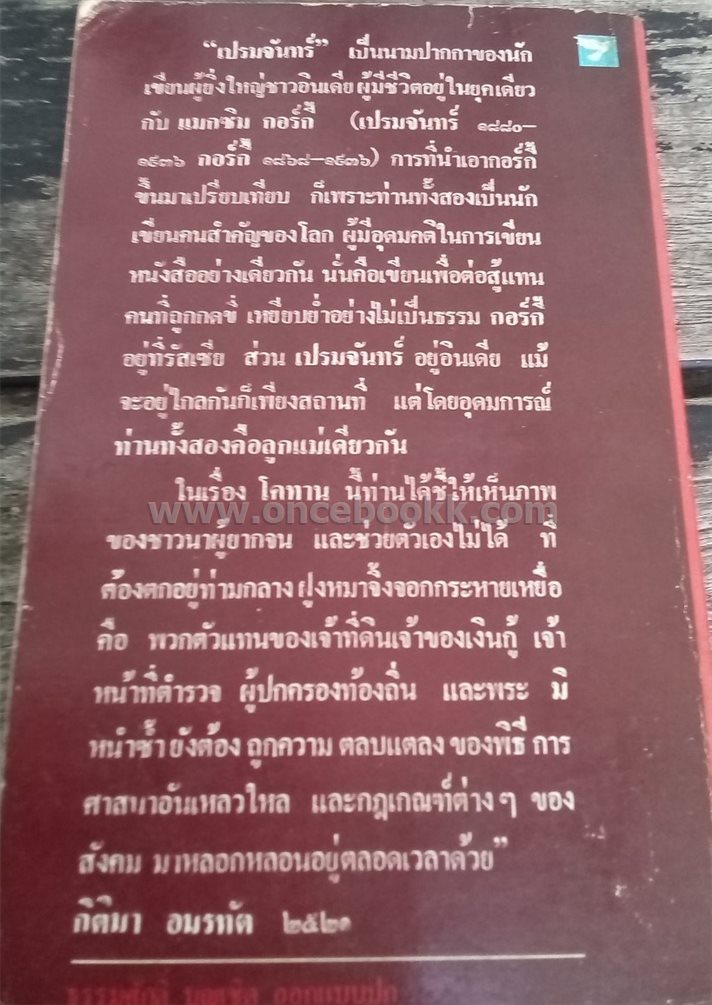 “เปรมจันทร์” เป็นนามปากกาของนัก
เขียนผู้ยิ่งใหญ่ชาวอินเดีย ผู้มีชีวิตอยู่ในยุคเดียว
กับ แมกซิม กอร์กี้ (เปรมจันทร์ ๑๘๘๐–
๑๙๓๖ กอร์กี้ ๑๘๖๘–๑๙๓๖) การที่นำเอากอร์กี้
ขึ้นมาเปรียบเทียบ ก็เพราะท่านทั้งสองเป็นนัก
เขียนคนสำคัญของโลก ผู้มีอุดมคติในการเขียน
หนังสืออย่างเดียวกัน นั่นคือเขียนเพื่อต่อสู้แทน
คนที่ถูกกดขี่ เหยียบย่ำอย่างไม่เป็นธรรม กอร์กี้
อยู่ที่รัสเซีย ส่วน เปรมจันทร์ อยู่อินเดีย แม้
จะอยู่ไกลกันก็เพียงสถานที่ แต่โดยอุดมการณ์
ท่านทั้งสองคือลูกแม่เดียวกัน
ในเรื่อง โคทาน นี้ท่านได้ชี้ให้เห็นภาพ
www.oncebookk.com
ของชาวนาผู้ยากจน และช่วยตัวเองไม่ได้ ที่
ต้องตกอยู่ท่ามกลาง ฝูงหมาจิ้งจอกกระหายเหยื่อ
คือ พวกตัวแทนของเจ้าที่ดินเจ้าของเงินกู้ เจ้า
หน้าที่ตำรวจ ผู้ปกครองท้องถิ่น และพระ มิ
หนำซ้ำ ยังต้อง ถูกความ ตลบแตลง ของพิธี การ
ศาสนาอันเหลวไหล และกฎเกณฑ์ต่าง ๆ ของ
สังคม มาหลอกหลอนอยู่ตลอดเวลาด้วย”
กิติมา อมรทัต ๒๕๒๑
ออกแบบปก